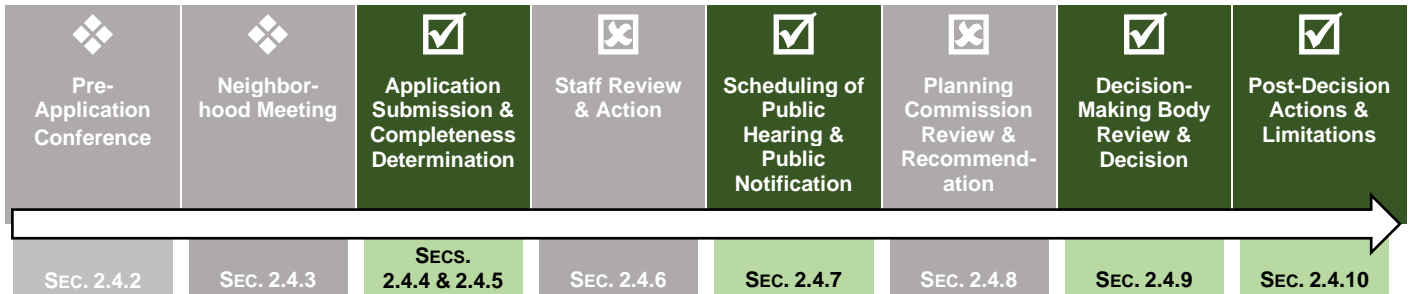 Pre-
Application
Conference
Neighbor-
hood Meeting
Application
Submission &
Completeness
Determination
Staff Review
& Action
Scheduling of
Public
Hearing &
Public
Notification
Planning
Commission
Review &
Recommend-
ation
Decision-
Making Body
Review &
Decision
Post-Decision
Actions &
Limitations
SEC. 2.4.2
SEC. 2.4.3
SECS.
2.4.4 & 2.4.5
SEC. 2.4.6
SEC. 2.4.7
SEC. 2.4.8
SEC. 2.4.9
SEC. 2.4.10